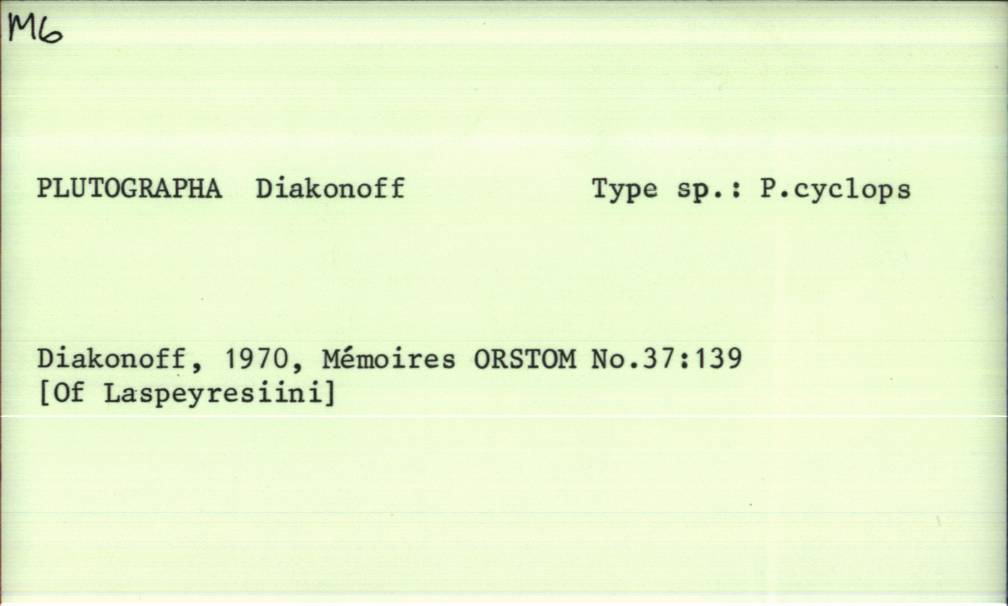 M6
PLUTOGRAPHA Diakonoff Type sp.: P.cyclops
Diakonoff, 1970, Mémoires ORSTOM No.37:139
[Of Laspeyresiini]